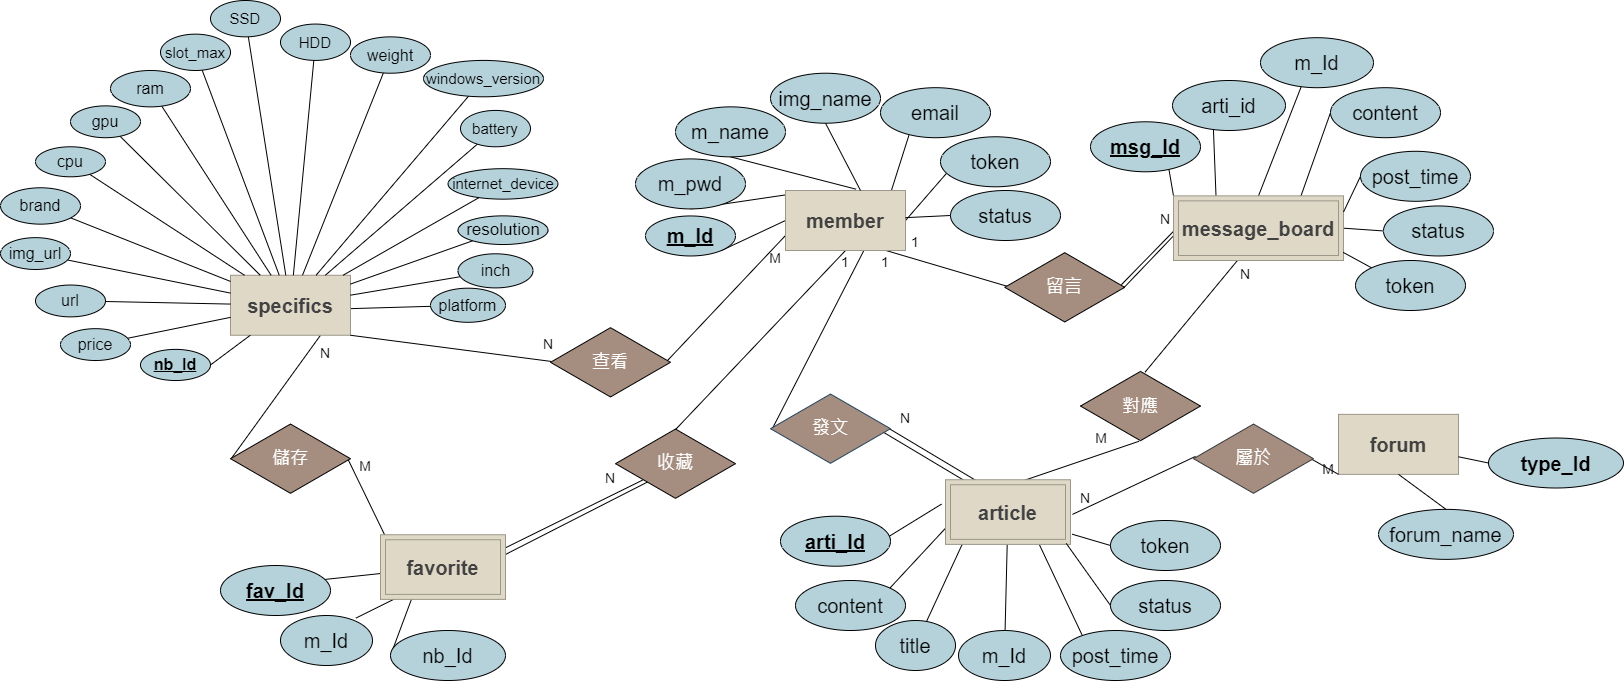 SSD
HDD
slot_max
weight
windows_version
ram
gpu
battery
cpu
internet_device
brand
resolution
img_url
inch
url
platform
price
nb_Id
specifics
N
N
查看
M
儲存
M
favorite
fav_Id
m_Id
nb_Id
N
收藏
1
img_name
email
m_name
token
m_pwd
status
m_Id
member
1
1
留言
N
m_Id
arti_id
content
msg_Id
post_time
status
token
message_board
N
對應
M
發文
N
article
arti_Id
content
title
m_Id
post_time
status
token
N
屬於
M
forum
type_Id
forum_name